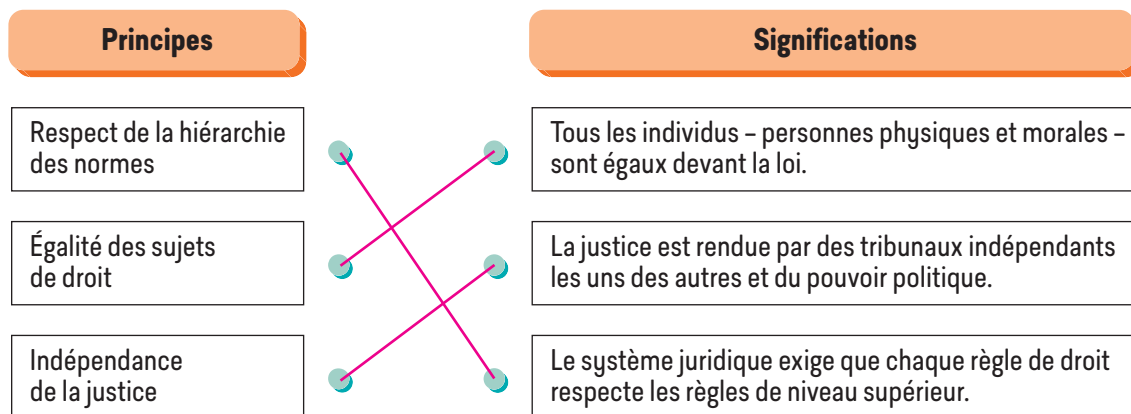 Principes
Significations
Respect de la hiérarchie
des normes
Tous les individus – personnes physiques et morales –
sont égaux devant la loi.
Égalité des sujets
de droit
La justice est rendue par des tribunaux indépendants
les uns des autres et du pouvoir politique.
Indépendance
de la justice
Le système juridique exige que chaque règle de droit
respecte les règles de niveau supérieur.